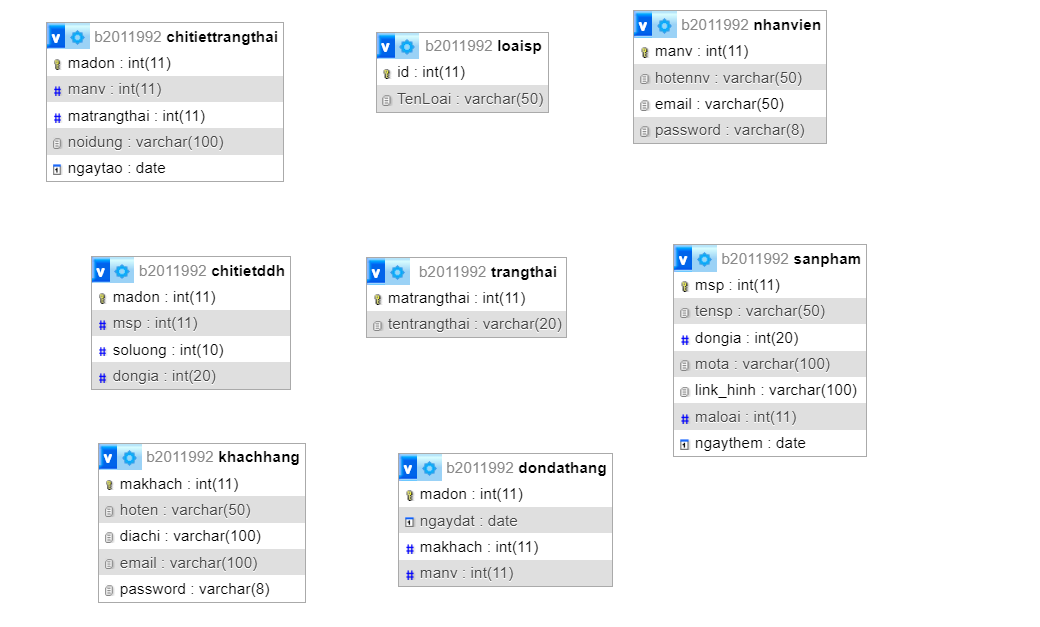 b2011992 chitiettrangthai
madon : int(11)
manv : int(11)
matrangthai : int(11)
noidung : varchar(100)
ngaytao : date
b2011992 loaisp
id : int(11)
TenLoai : varchar(50)
b2011992 nhanvien
manv : int(11)
hotennv : varchar(50)
email : varchar(50)
password : varchar(8)
b2011992 chitietddh
madon : int(11)
msp : int(11)
soluong : int(10)
dongia : int(20)
b2011992 trangthai
matrangthai : int(11)
tentrangthai : varchar(20)
b2011992 sanpham
msp : int(11)
tensp : varchar(50)
dongia : int(20)
mota : varchar(100)
link_hinh : varchar(100)
maloai : int(11)
ngaythem : date
b2011992 khachhang
makhach : int(11)
hoten : varchar(50)
diachi : varchar(100)
email : varchar(100)
password : varchar(8)
b2011992 dondathang
madon : int(11)
ngaydat : date
makhach : int(11)
manv : int(11)